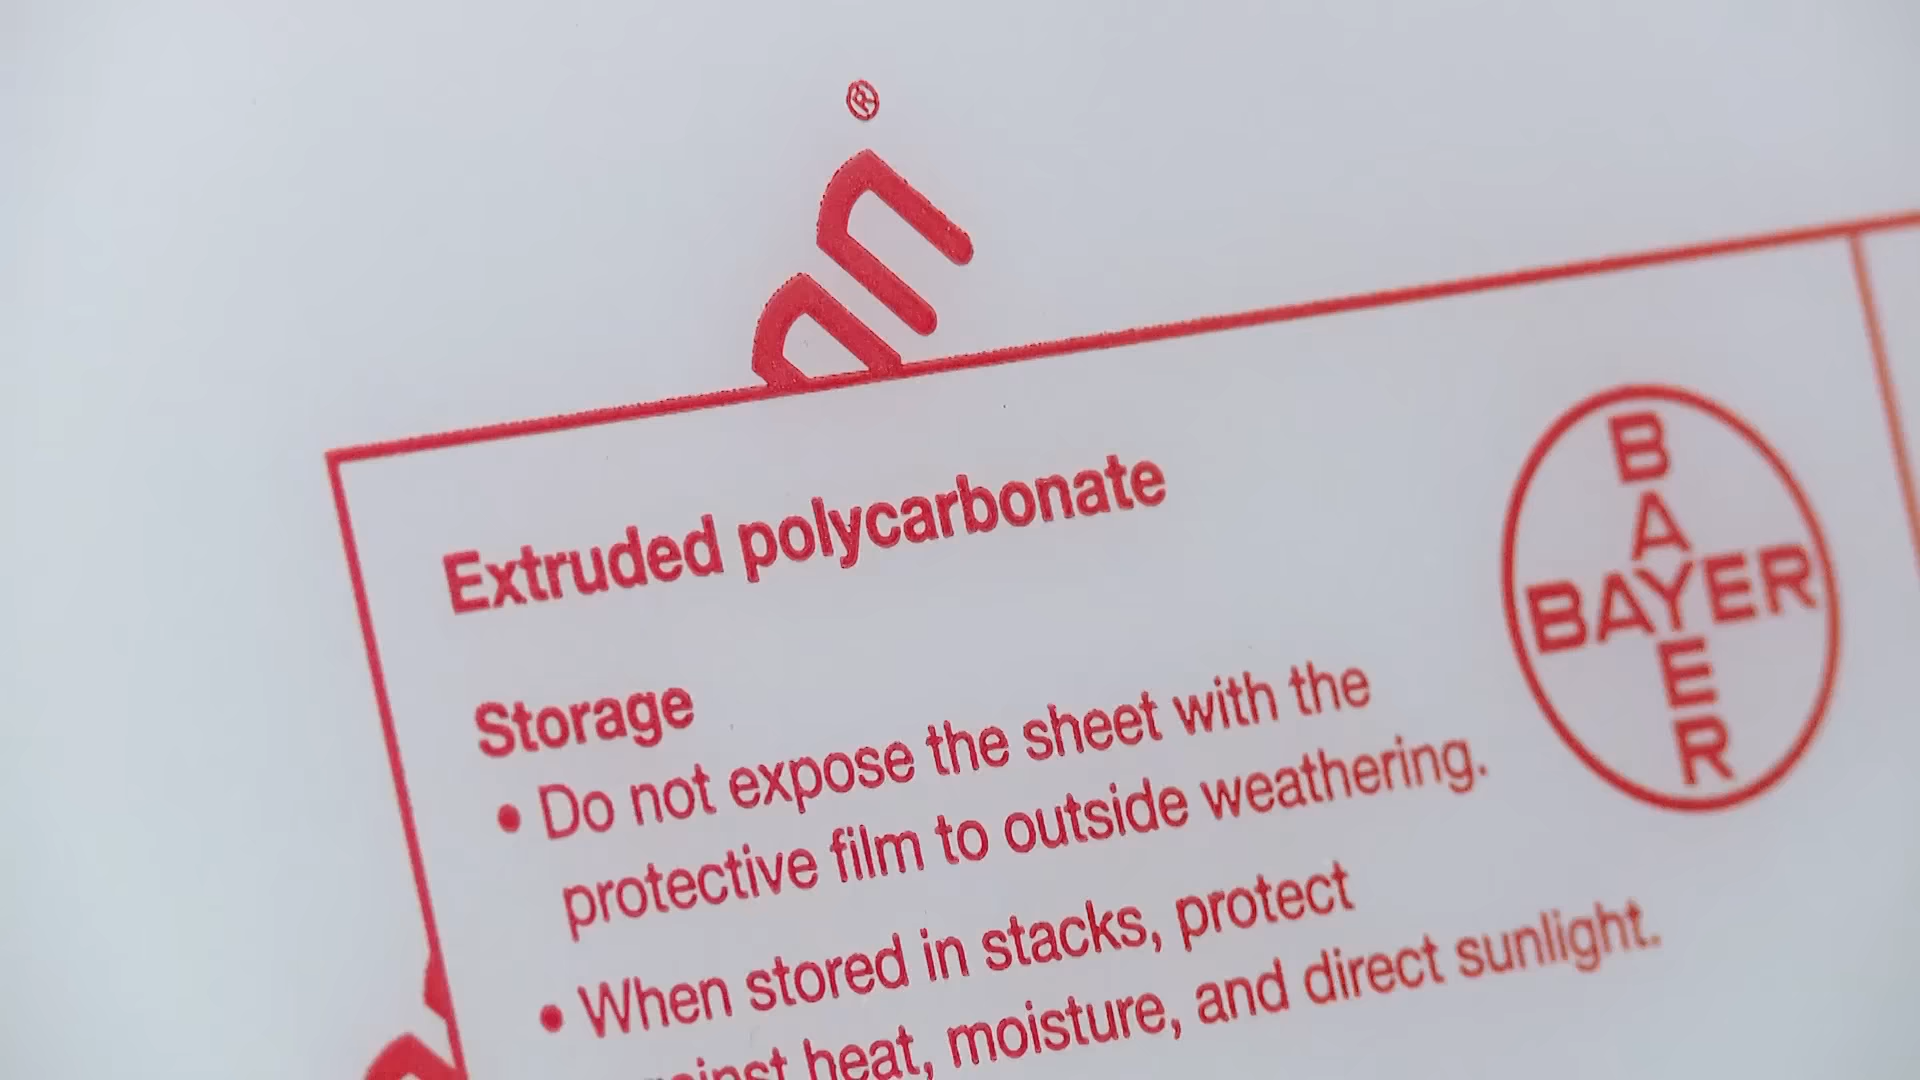 an®
Extruded polycarbonate
Storage
• Do not expose the sheet with the
protective film to outside weathering.
• When stored in stacks, protect
heat, moisture, and direct sunlight.
BAYER
BAYER